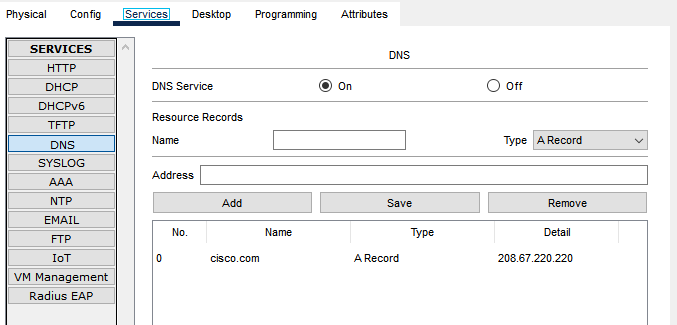 Physical Config Services Desktop Programming Attributes
SERVICES
HTTP
DHCP
DHCPv6
TFTP
DNS
SYSLOG
AAA
NTP
EMAIL
FTP
IoT
VM Management
Radius EAP
DNS
DNS Service On Off
Resource Records
Name Type A Record
Address
Add Save Remove
No. Name Type Detail
0 cisco.com A Record 208.67.220.220